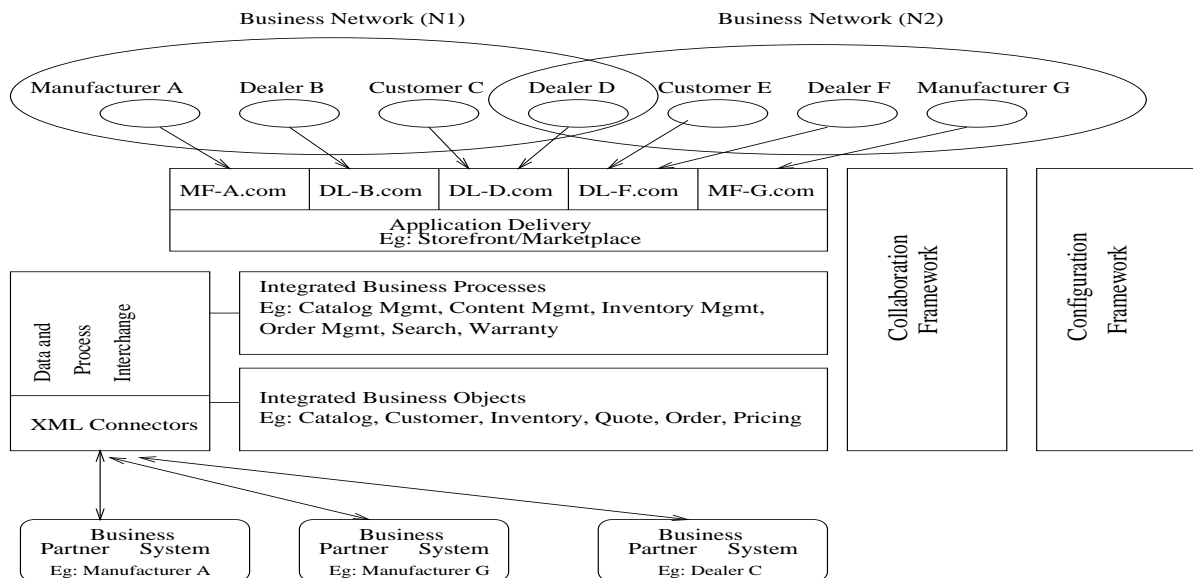 Business Network (N1)
Business Network (N2)
Manufacturer A
Dealer B
Customer C
Dealer D
Customer E
Dealer F
Manufacturer G
MF-A.com
DL-B.com
DL-D.com
DL-F.com
MF-G.com
Application Delivery
Eg: Storefront/Marketplace
Data and
Process
Interchange
XML Connectors
Integrated Business Processes
Eg: Catalog Mgmt, Content Mgmt, Inventory Mgmt,
Order Mgmt, Search, Warranty
Integrated Business Objects
Eg: Catalog, Customer, Inventory, Quote, Order, Pricing
Collaboration
Framework
Configuration
Framework
Business
Partner System
Eg: Manufacturer A
Business
Partner System
Eg: Manufacturer G
Business
Partner System
Eg: Dealer C